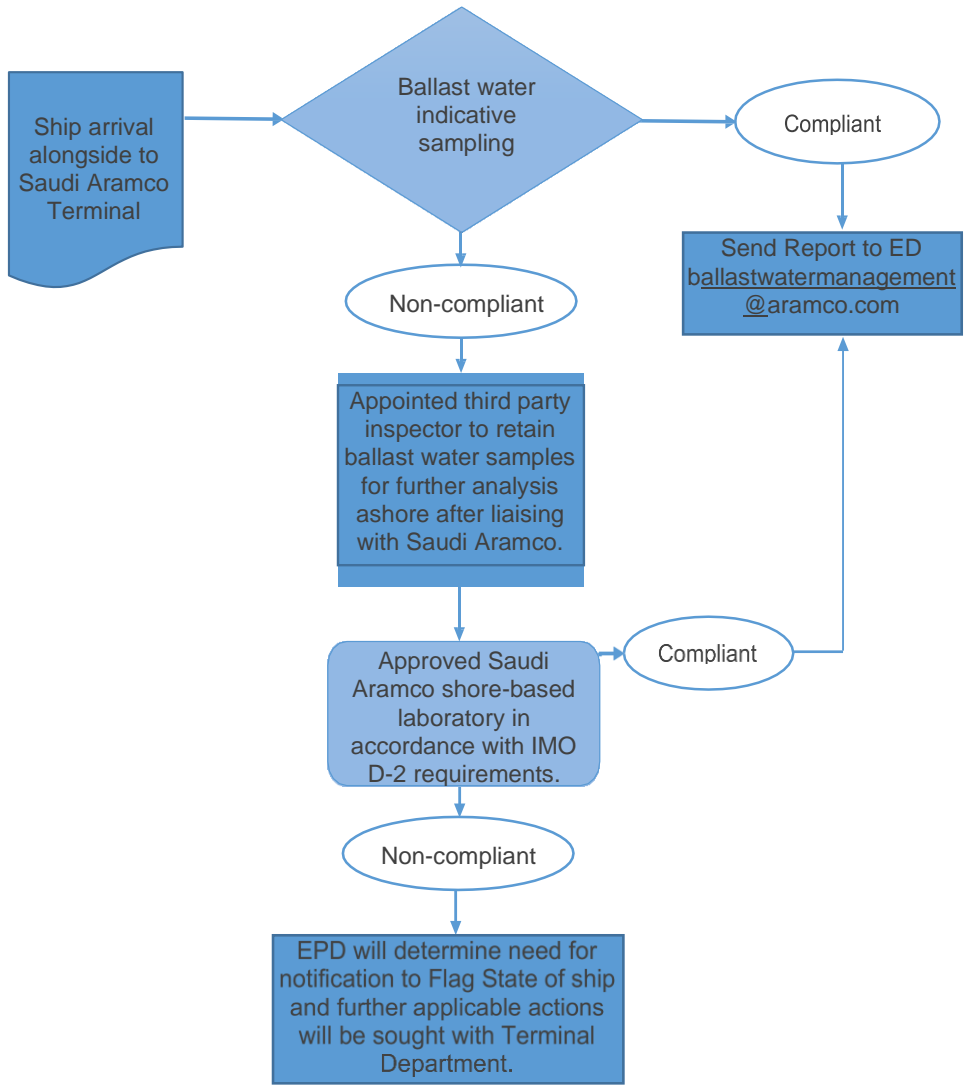 Ship arrival
alongside to
Saudi Aramco
Terminal
Ballast water
indicative
sampling
Compliant
Send Report to ED
ballastwatermanagement
@aramco.com
Non-compliant
Appointed third party
inspector to retain
ballast water samples
for further analysis
ashore after liaising
with Saudi Aramco.
Approved Saudi
Aramco shore-based
laboratory in
accordance with IMO
D-2 requirements.
Compliant
Non-compliant
EPD will determine need for
notification to Flag State of ship
and further applicable actions
will be sought with Terminal
Department.